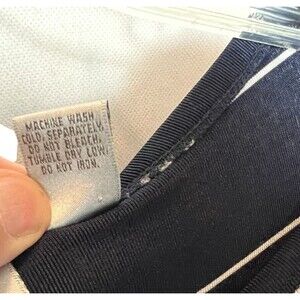 MACHINE WASH
COLD, SEPARATELY.
DO NOT BLEACH,
TUMBLE DRY LOW.
DO NOT IRON.